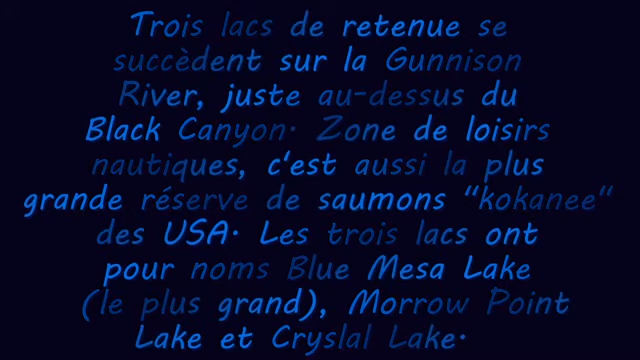 Trois lacs de retenue se
succèdent sur la Gunnison
River, juste au-dessus du
Black Canyon. Zone de loisirs
nautiques, c'est aussi la plus
grande réserve de saumons "kokanee"
des USA. Les trois lacs ont
pour noms Blue Mesa Lake
(le plus grand), Morrow Point
Lake et Cryslal Lake.